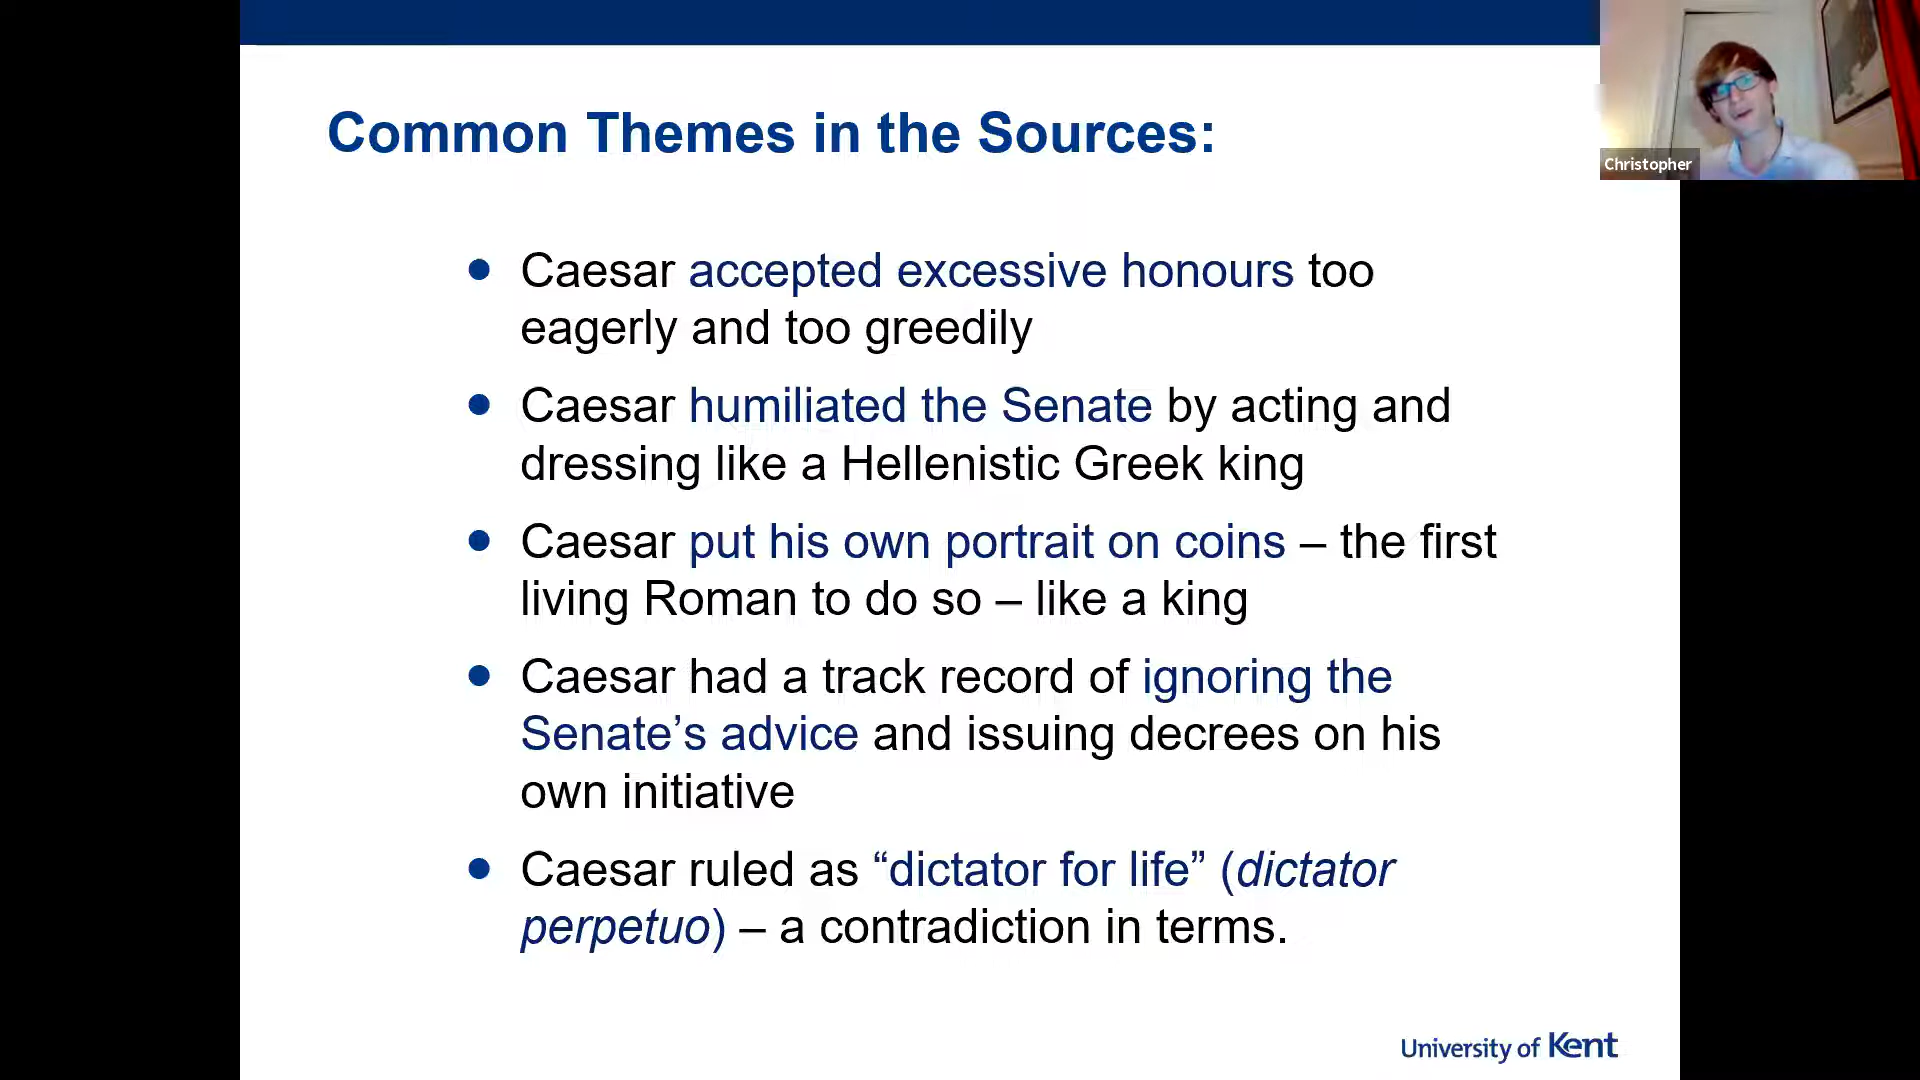 Common Themes in the Sources:
Christopher
● Caesar accepted excessive honours too
eagerly and too greedily
● Caesar humiliated the Senate by acting and
dressing like a Hellenistic Greek king
● Caesar put his own portrait on coins – the first
living Roman to do so – like a king
● Caesar had a track record of ignoring the
Senate’s advice and issuing decrees on his
own initiative
● Caesar ruled as “dictator for life” (dictator
perpetuo) – a contradiction in terms.
University of Kent